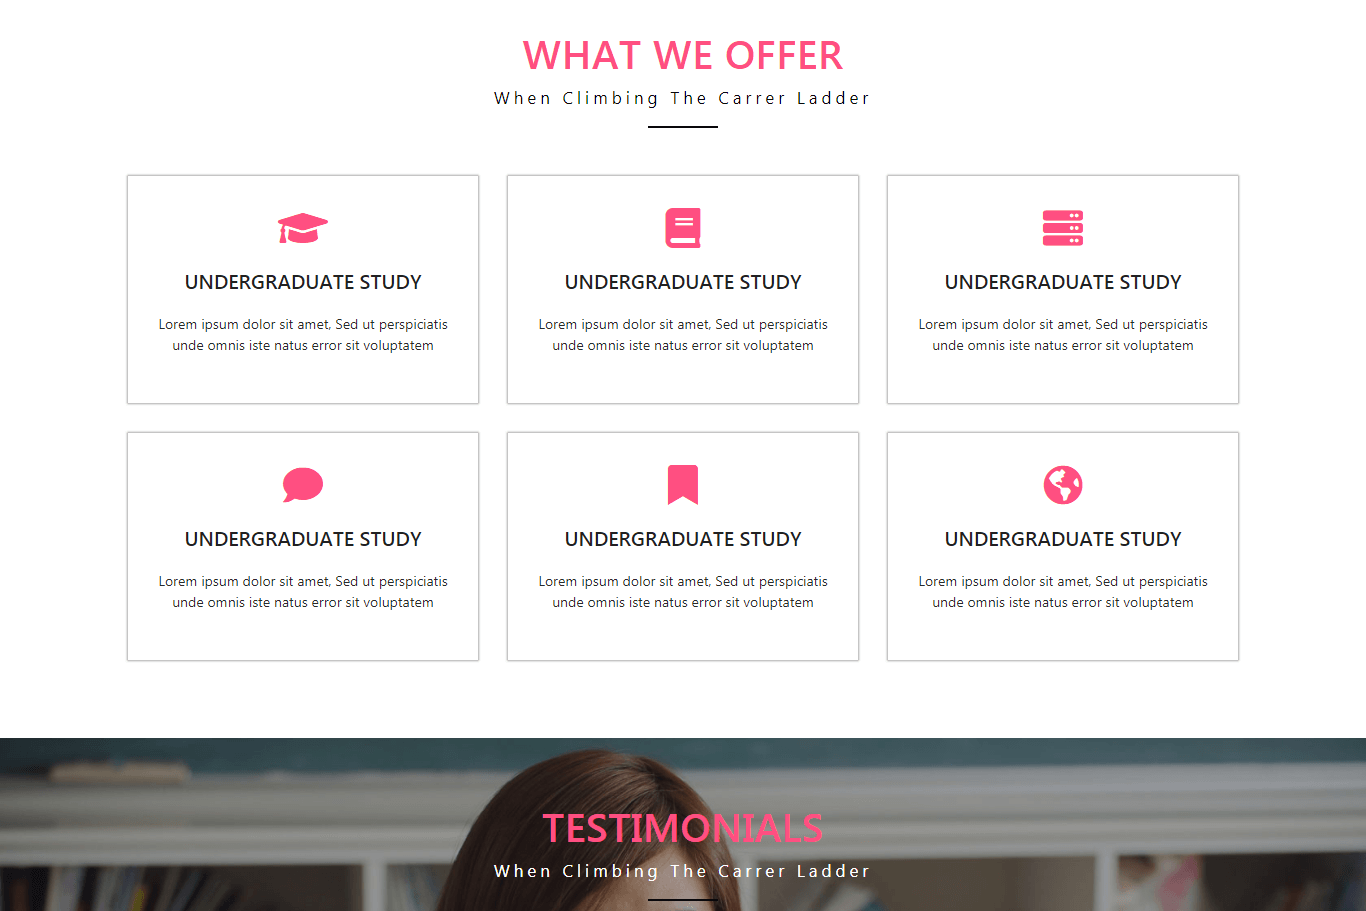 WHAT WE OFFER
When Climbing The Carrer Ladder
UNDERGRADUATE STUDY
Lorem ipsum dolor sit amet, Sed ut perspiciatis
unde omnis iste natus error sit voluptatem
UNDERGRADUATE STUDY
Lorem ipsum dolor sit amet, Sed ut perspiciatis
unde omnis iste natus error sit voluptatem
UNDERGRADUATE STUDY
Lorem ipsum dolor sit amet, Sed ut perspiciatis
unde omnis iste natus error sit voluptatem
UNDERGRADUATE STUDY
Lorem ipsum dolor sit amet, Sed ut perspiciatis
unde omnis iste natus error sit voluptatem
UNDERGRADUATE STUDY
Lorem ipsum dolor sit amet, Sed ut perspiciatis
unde omnis iste natus error sit voluptatem
UNDERGRADUATE STUDY
Lorem ipsum dolor sit amet, Sed ut perspiciatis
unde omnis iste natus error sit voluptatem
TESTIMONIALS
When Climbing The Carrer Ladder